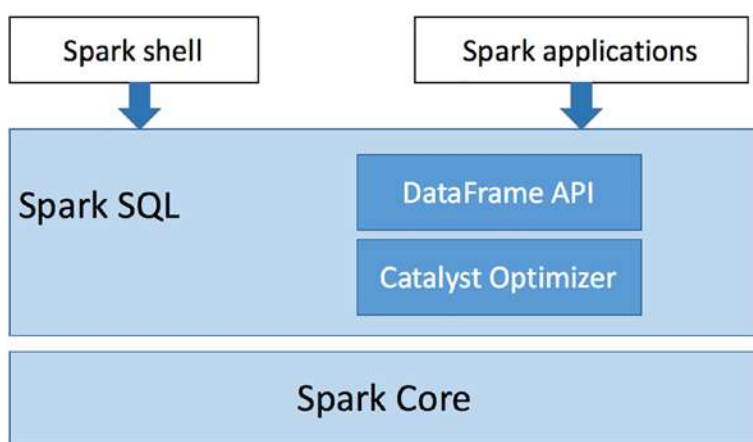 Spark shell
Spark applications
Spark SQL
DataFrame API
Catalyst Optimizer
Spark Core